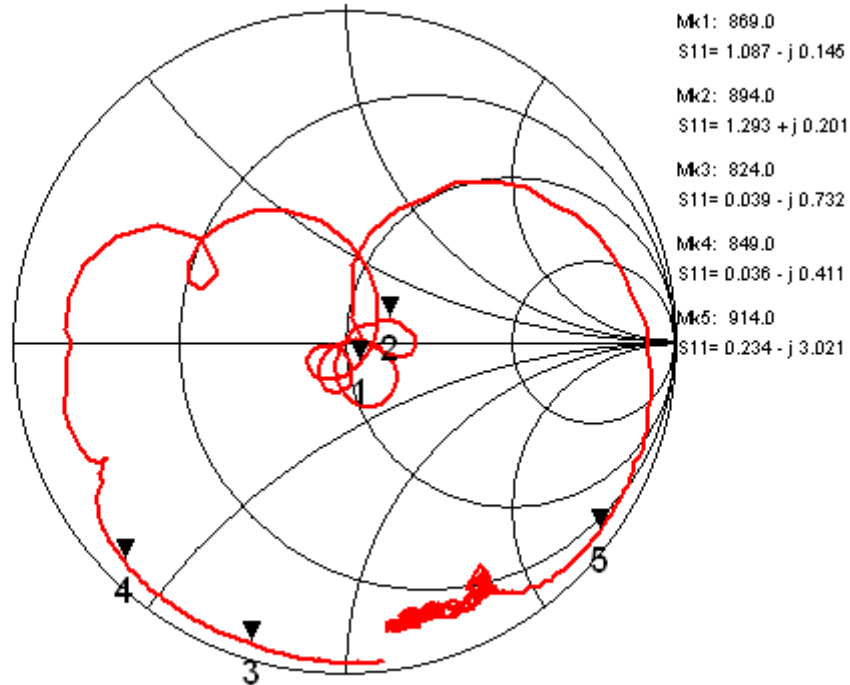 Mk1: 869.0
S11= 1.087 - j 0.145
Mk2: 894.0
S11= 1.293 + j 0.201
Mk3: 824.0
S11= 0.039 - j 0.732
Mk4: 849.0
S11= 0.036 - j 0.411
Mk5: 914.0
S11= 0.234 - j 3.021
2
1
5
4
3